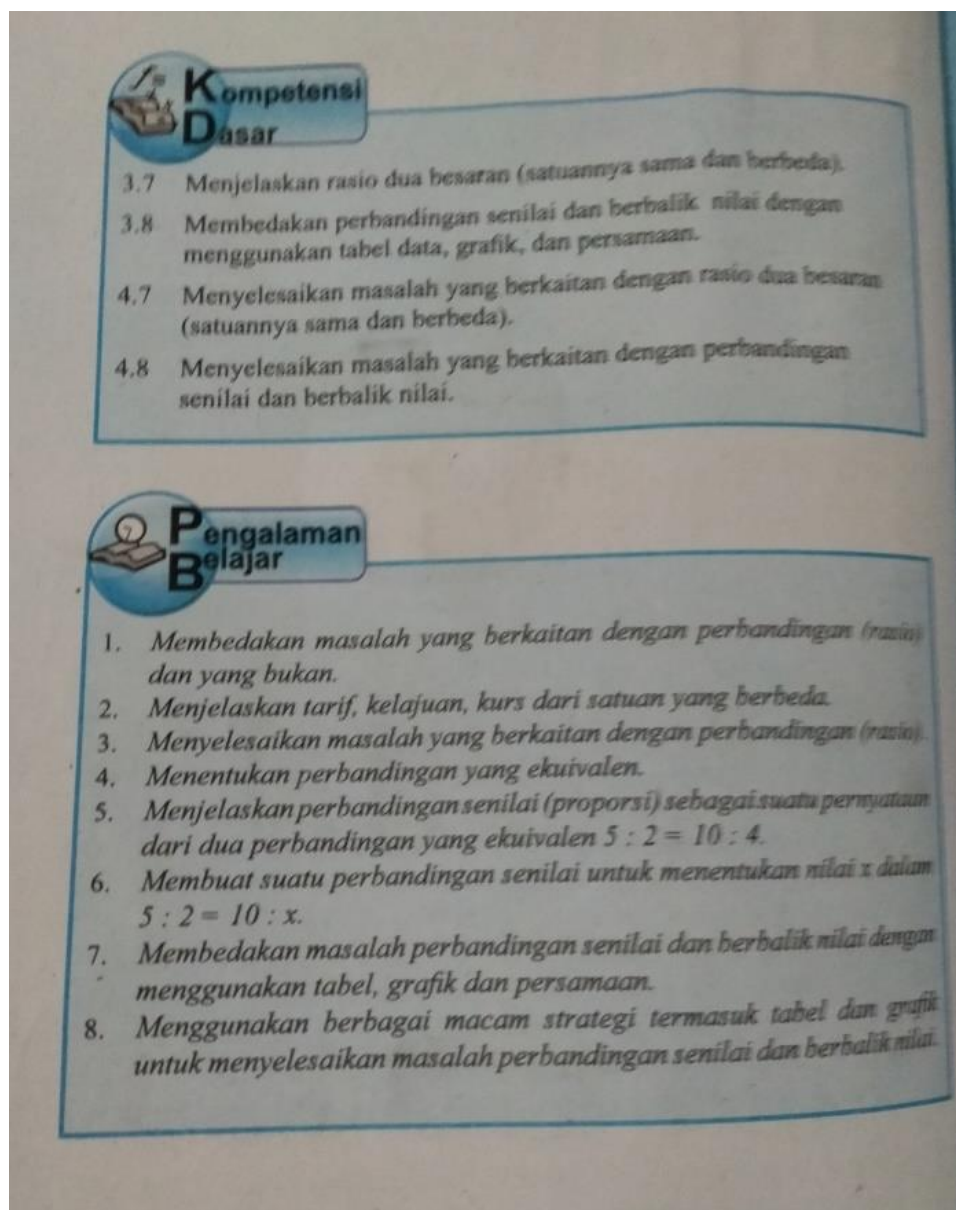 Kompetensi
Dasar
3.7 Menjelaskan rasio dua besaran (satuannya sama dan berbeda).
3.8 Membedakan perbandingan senilai dan berbalik nilai dengan
menggunakan tabel data, grafik, dan persamaan.
4.7 Menyelesaikan masalah yang berkaitan dengan rasio dua besaran
(satuannya sama dan berbeda).
4.8 Menyelesaikan masalah yang berkaitan dengan perbandingan
senilai dan berbalik nilai.
Pengalaman
Belajar
1. Membedakan masalah yang berkaitan dengan perbandingan (rasio)
dan yang bukan.
2. Menjelaskan tarif, kelajuan, kurs dari satuan yang berbeda.
3. Menyelesaikan masalah yang berkaitan dengan perbandingan (rasio).
4. Menentukan perbandingan yang ekuivalen.
5. Menjelaskan perbandingan senilai (proporsi) sebagai suatu pernyataan
dari dua perbandingan yang ekuivalen 5 : 2 = 10 : 4.
6. Membuat suatu perbandingan senilai untuk menentukan nilai x dalam
5 : 2 = 10 : x.
7. Membedakan masalah perbandingan senilai dan berbalik nilai dengan
menggunakan tabel, grafik dan persamaan.
8. Menggunakan berbagai macam strategi termasuk tabel dan grafik
untuk menyelesaikan masalah perbandingan senilai dan berbalik nilai.